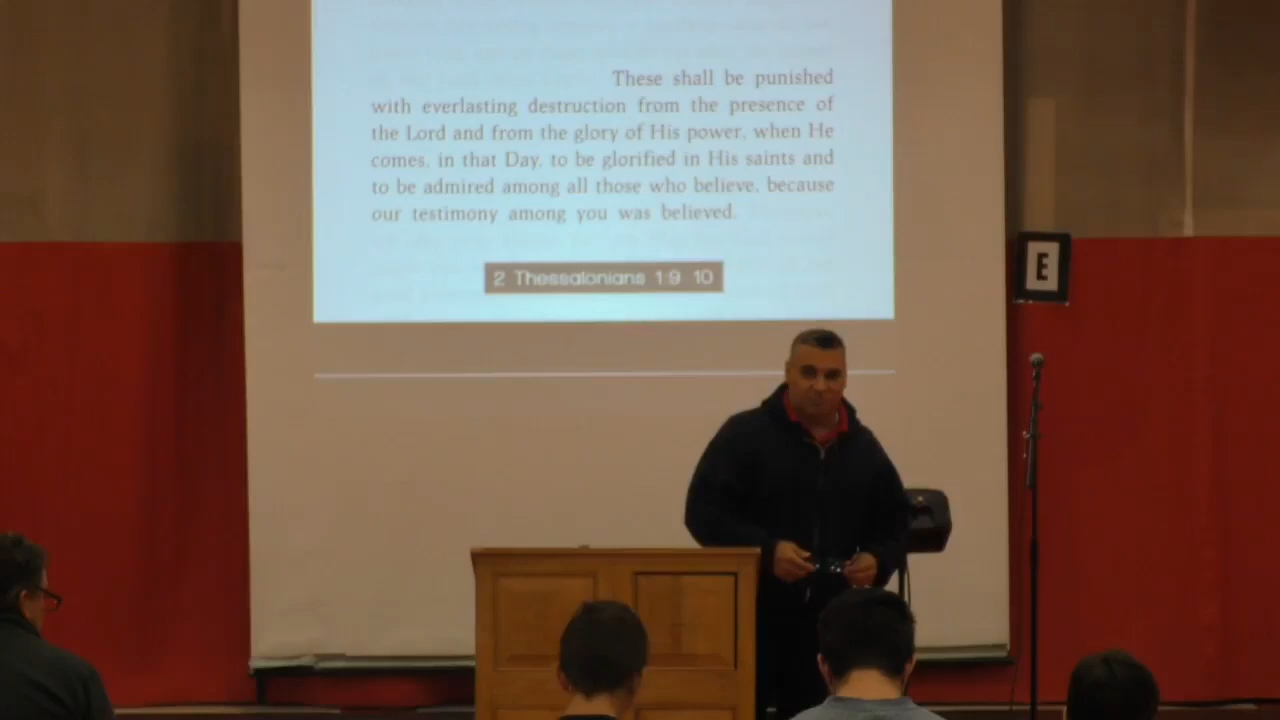 These shall be punished
with everlasting destruction from the presence of
the Lord and from the glory of His power, when He
comes, in that Day, to be glorified in His saints and
to be admired among all those who believe, because
our testimony among you was believed.
2 Thessalonians 1:9 10
E